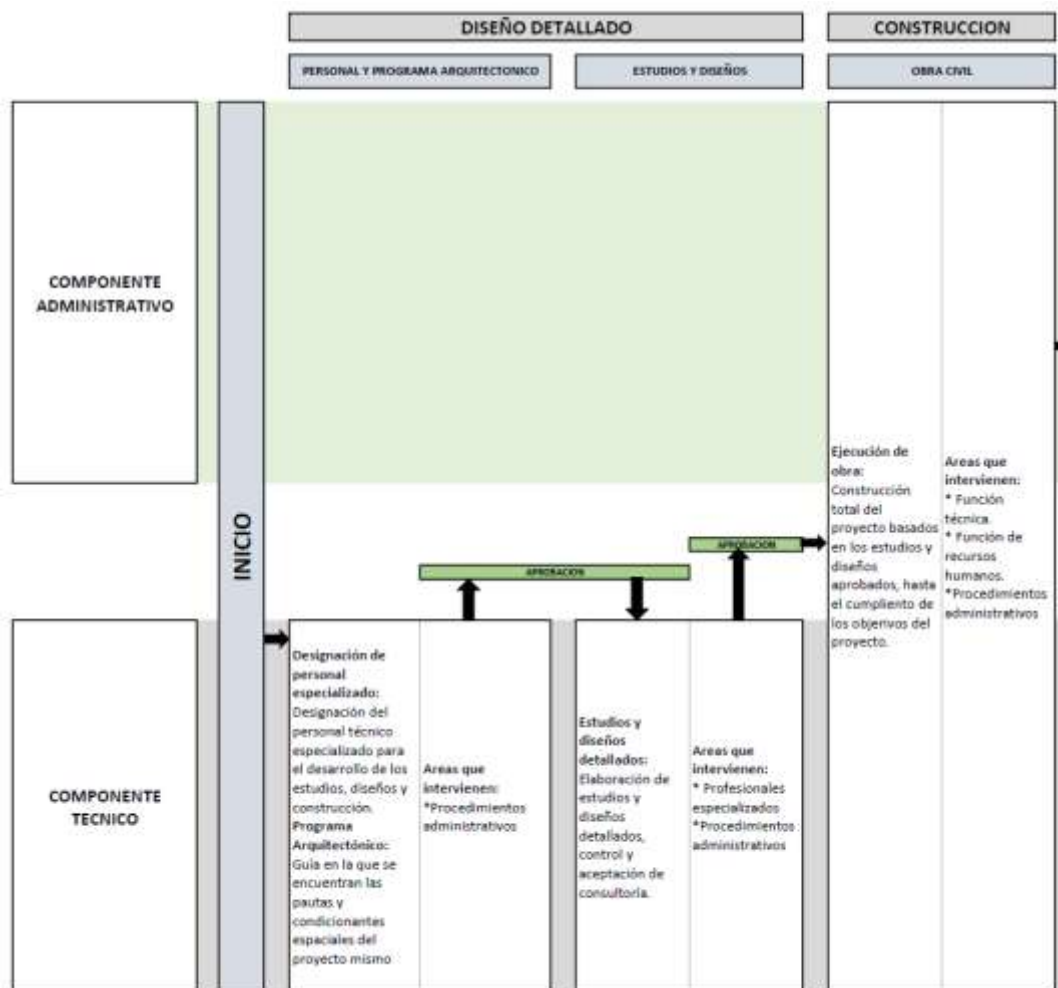 DISEÑO DETALLADO
CONSTRUCCION
PERSONAL Y PROGRAMA ARQUITECTONICO
ESTUDIOS Y DISEÑOS
OBRA CIVIL
COMPONENTE
ADMINISTRATIVO
INICIO
Ejecución de
obra:
Construcción
total del
proyecto basados
en los estudios y
diseños
aprobados, hasta
el cumpliento de
los objerivos del
proyecto.
Areas que
intervienen:
* Función
técnica.
* Función de
recursos
humanos.
*Procedimientos
administrativos
APROBACION
APROBACION
COMPONENTE
TECNICO
Designación de
personal
especializado:
Designación del
personal técnico
especializado para
el desarrollo de los
estudios, diseños y
construcción.
Programa
Arquitectónico:
Guía en la que se
encuentran las
pautas y
condicionantes
espaciales del
proyecto mismo
Areas que
intervienen:
*Procedimientos
administrativos
Estudios y
diseños
detallados:
Elaboración de
estudios y
diseños
detallados,
control y
aceptación de
consultoría.
Areas que
intervienen:
* Profesionales
especializados
*Procedimientos
administrativos